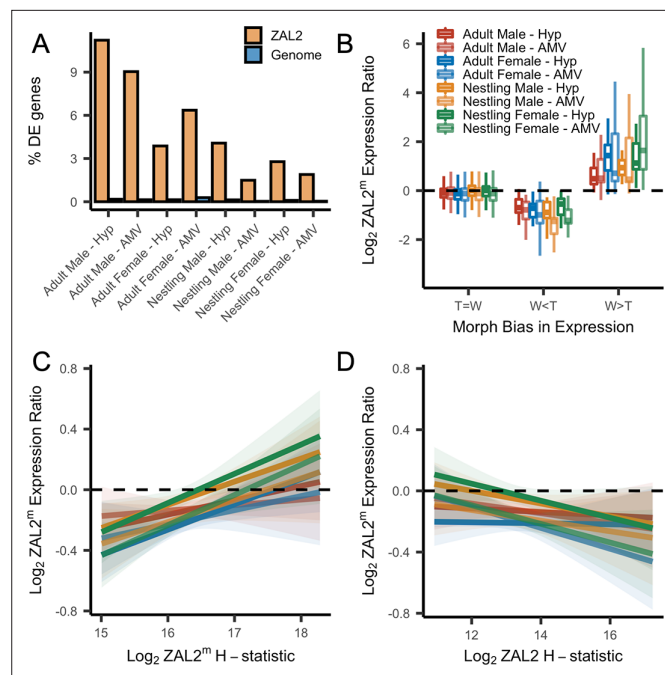 A
ZAL2
Genome
% DE genes
9
6
3
0
Adult Male - Hyp
Adult Male - AMV
Adult Female - Hyp
Adult Female - AMV
Nestling Male - Hyp
Nestling Male - AMV
Nestling Female - Hyp
Nestling Female - AMV
B
Adult Male - Hyp
Adult Male - AMV
Adult Female - Hyp
Adult Female - AMV
Nestling Male - Hyp
Nestling Male - AMV
Nestling Female - Hyp
Nestling Female - AMV
Log₂ ZAL2ᵐ Expression Ratio
6
4
2
0
-2
T=W
W<T
W>T
Morph Bias in Expression
C
Log₂ ZAL2ᵐ Expression Ratio
0.8
0.4
0.0
-0.4
-0.8
15
16
17
18
Log₂ ZAL2ᵐ H – statistic
D
Log₂ ZAL2ᵐ Expression Ratio
0.8
0.4
0.0
-0.4
-0.8
12
14
16
Log₂ ZAL2 H – statistic